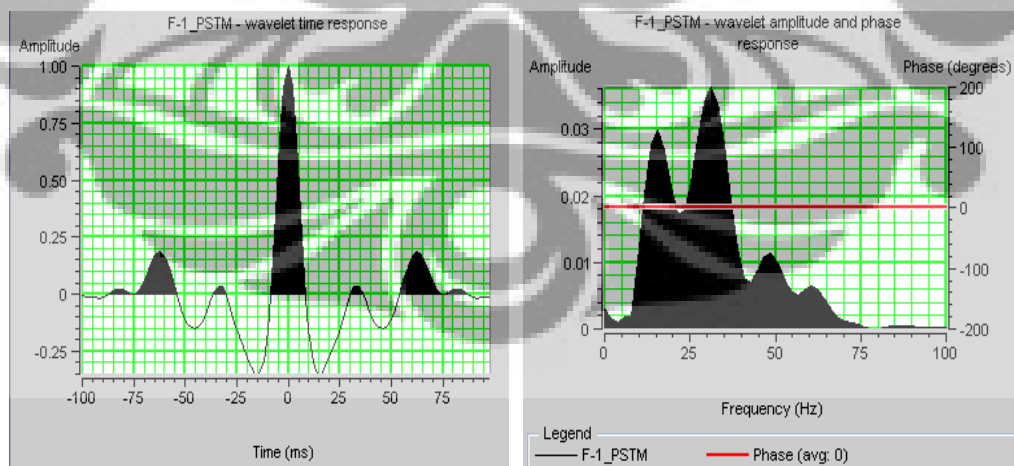 F-1_PSTM - wavelet time response
Amplitude
1.00
0.75
0.50
0.25
0
-0.25
-100 -75 -50 -25 0 25 50 75
Time (ms)
F-1_PSTM - wavelet amplitude and phase
response
Amplitude Phase (degrees)
0.03
0.02
0.01
0
200
100
0
-100
-200
0 25 50 75 100
Frequency (Hz)
Legend
F-1_PSTM Phase (avg: 0)